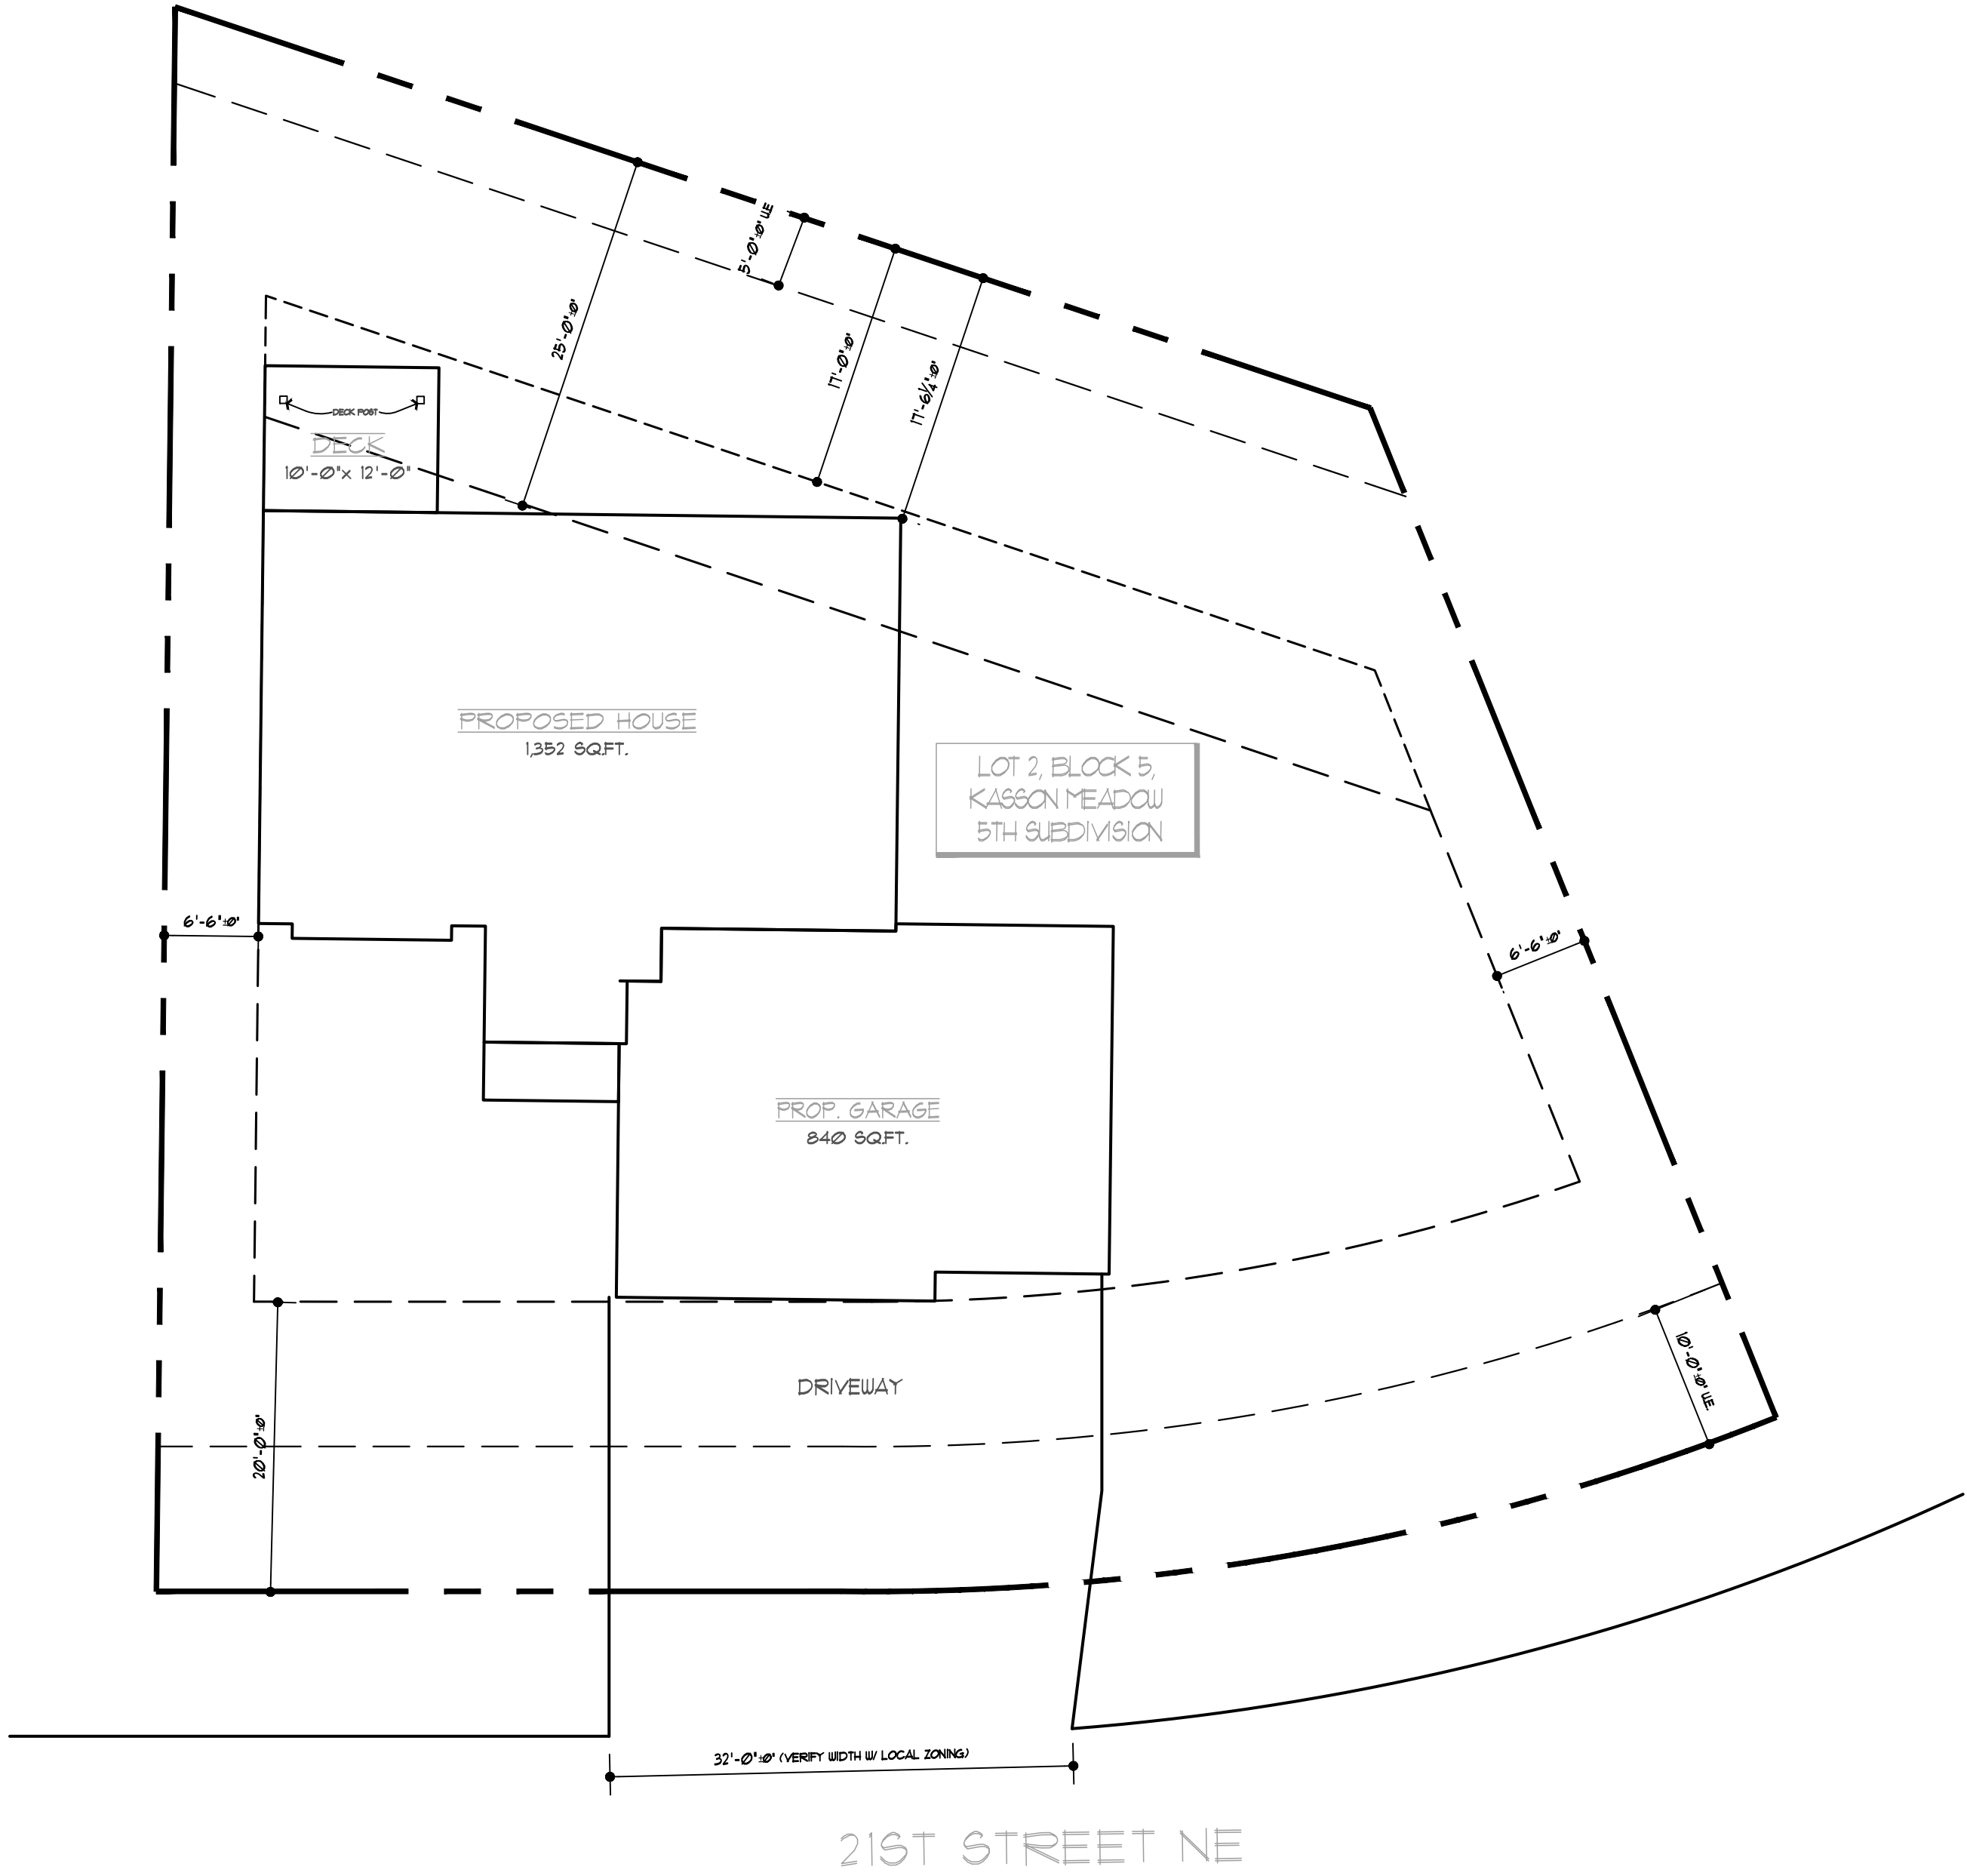 5'-0"±0" U.E.
25'-0"±0"
17'-0"±0"
17'-6 1/4"±0"
DECK POST
DECK
10'-0" x 12'-0"
PROPOSED HOUSE
1,352 SQ.FT.
LOT 2, BLOCK 5,
KASSON MEADOW
5TH SUBDIVISION
6'-6"±0"
6'-6"±0"
PROP. GARAGE
840 SQ.FT.
10'-0"±0" U.E.
DRIVEWAY
20'-0"±0"
32'-0"±0" (VERIFY WIDTH W/ LOCAL ZONING)
21ST STREET NE